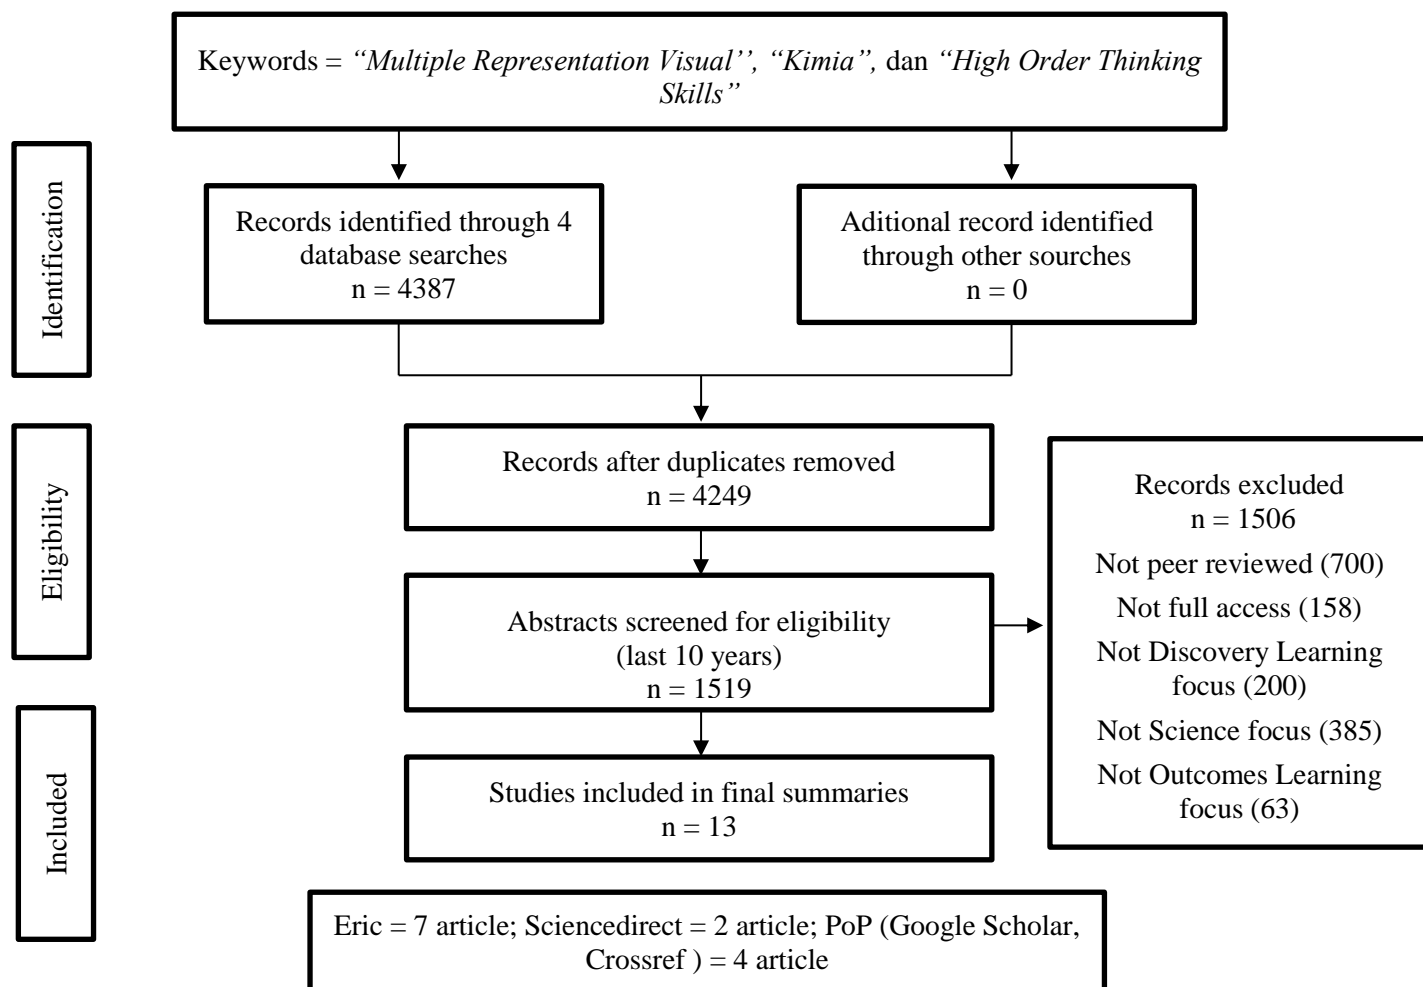 Keywords = “Multiple Representation Visual’’, “Kimia”, dan “High Order Thinking
Skills”
Identification
Records identified through 4
database searches
n = 4387
Aditional record identified
through other sourches
n = 0
Eligibility
Records after duplicates removed
n = 4249
Abstracts screened for eligibility
(last 10 years)
n = 1519
Records excluded
n = 1506
Not peer reviewed (700)
Not full access (158)
Not Discovery Learning
focus (200)
Not Science focus (385)
Not Outcomes Learning
focus (63)
Included
Studies included in final summaries
n = 13
Eric = 7 article; Sciencedirect = 2 article; PoP (Google Scholar,
Crossref ) = 4 article